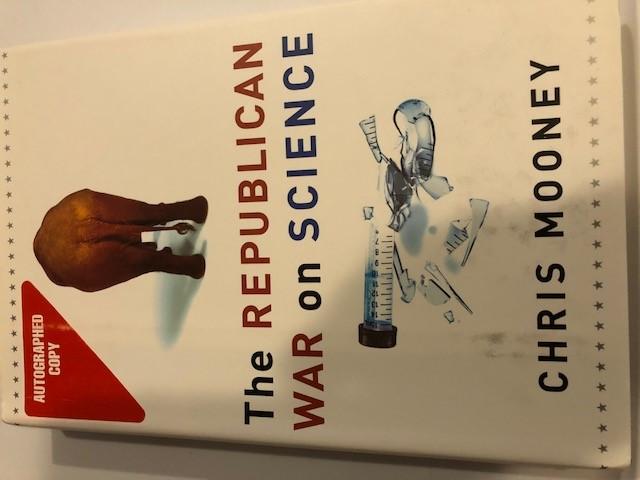 AUTOGRAPHED
COPY
The REPUBLICAN
WAR on SCIENCE
CHRIS MOONEY